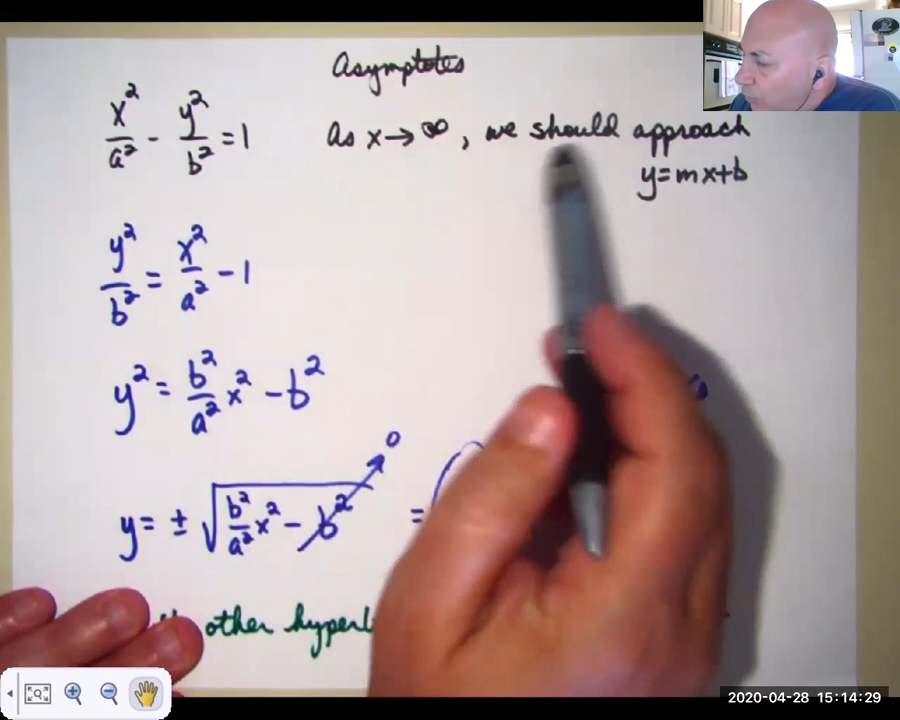 Asymptotes
x²/a² - y²/b² = 1
As x → ∞, we should approach
y = mx + b
y²/b² = x²/a² - 1
y² = b²/a² x² - b²
y = ± √(b²/a² x² - b²) → 0 =
other hyperb
2020-04-28 15:14:29